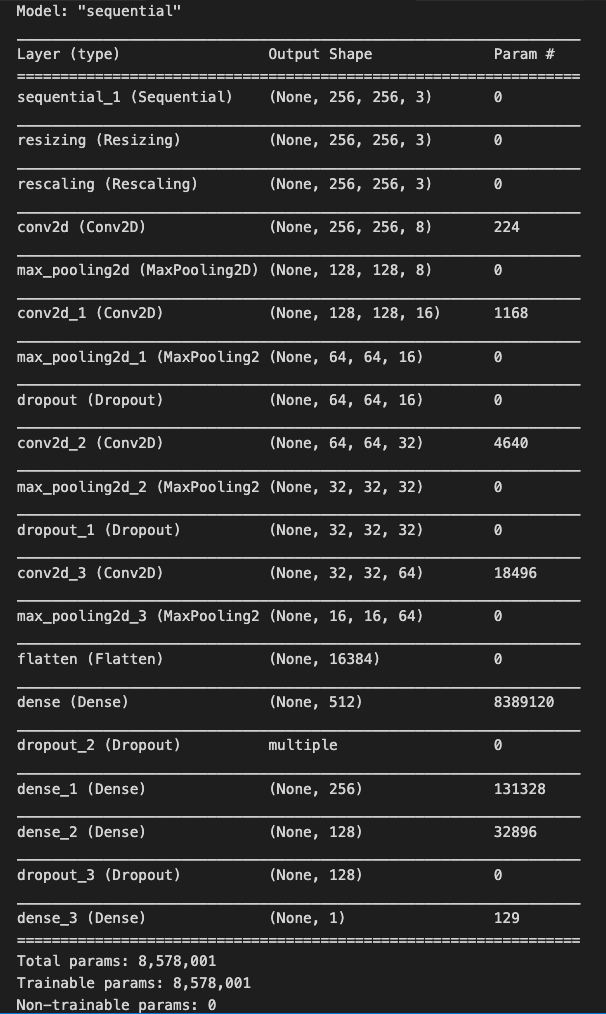 Model: "sequential"
Layer (type) Output Shape Param #
=================================================================
sequential_1 (Sequential) (None, 256, 256, 3) 0
resizing (Resizing) (None, 256, 256, 3) 0
rescaling (Rescaling) (None, 256, 256, 3) 0
conv2d (Conv2D) (None, 256, 256, 8) 224
max_pooling2d (MaxPooling2D) (None, 128, 128, 8) 0
conv2d_1 (Conv2D) (None, 128, 128, 16) 1168
max_pooling2d_1 (MaxPooling2 (None, 64, 64, 16) 0
dropout (Dropout) (None, 64, 64, 16) 0
conv2d_2 (Conv2D) (None, 64, 64, 32) 4640
max_pooling2d_2 (MaxPooling2 (None, 32, 32, 32) 0
dropout_1 (Dropout) (None, 32, 32, 32) 0
conv2d_3 (Conv2D) (None, 32, 32, 64) 18496
max_pooling2d_3 (MaxPooling2 (None, 16, 16, 64) 0
flatten (Flatten) (None, 16384) 0
dense (Dense) (None, 512) 8389120
dropout_2 (Dropout) multiple 0
dense_1 (Dense) (None, 256) 131328
dense_2 (Dense) (None, 128) 32896
dropout_3 (Dropout) (None, 128) 0
dense_3 (Dense) (None, 1) 129
=================================================================
Total params: 8,578,001
Trainable params: 8,578,001
Non-trainable params: 0